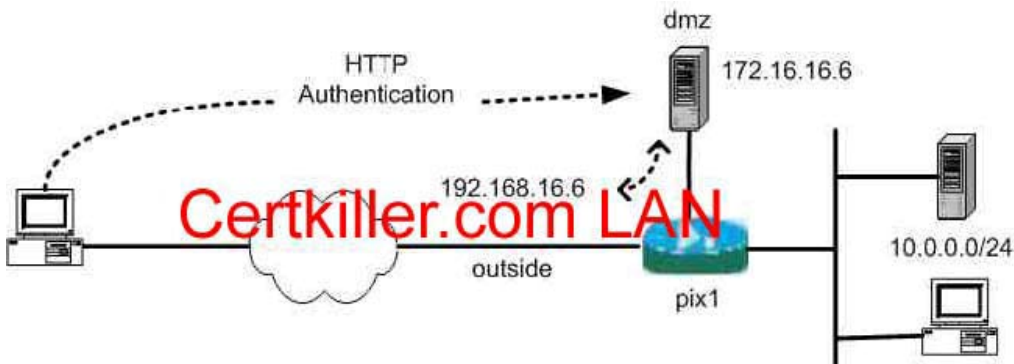 dmz
HTTP
Authentication
172.16.16.6
192.168.16.6
Certkiller.com LAN
outside
10.0.0.0/24
pix1